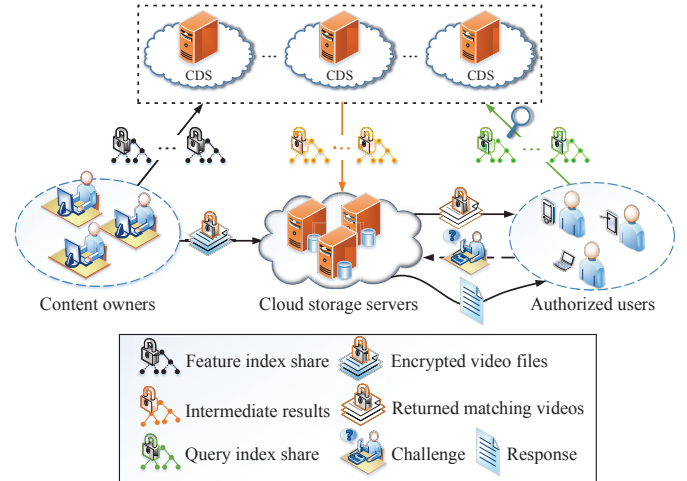 CDS ... CDS ... CDS
... ... ...
Content owners Cloud storage servers Authorized users
Feature index share Encrypted video files
Intermediate results Returned matching videos
Query index share Challenge Response